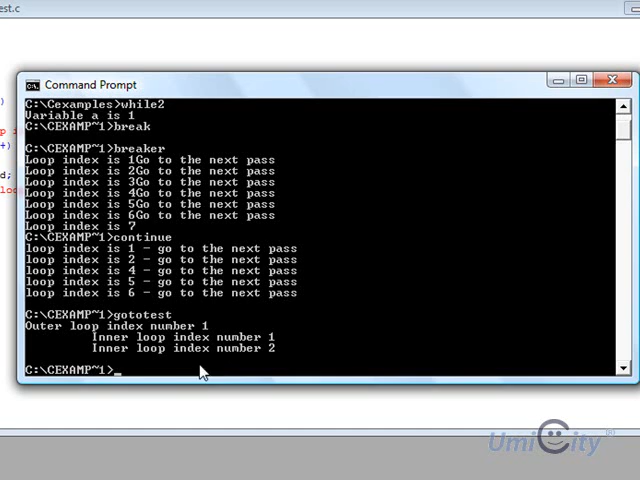 est.c
Command Prompt
C:\Cexamples>while2
Variable a is 1
C:\CEXAMP~1>break
C:\CEXAMP~1>breaker
Loop index is 1Go to the next pass
Loop index is 2Go to the next pass
Loop index is 3Go to the next pass
Loop index is 4Go to the next pass
Loop index is 5Go to the next pass
Loop index is 6Go to the next pass
Loop index is 7
C:\CEXAMP~1>continue
loop index is 1 - go to the next pass
loop index is 2 - go to the next pass
loop index is 4 - go to the next pass
loop index is 5 - go to the next pass
loop index is 6 - go to the next pass
C:\CEXAMP~1>gototest
Outer loop index number 1
Inner loop index number 1
Inner loop index number 2
C:\CEXAMP~1>_
)
p i
+)
d;
loo
UmiCity